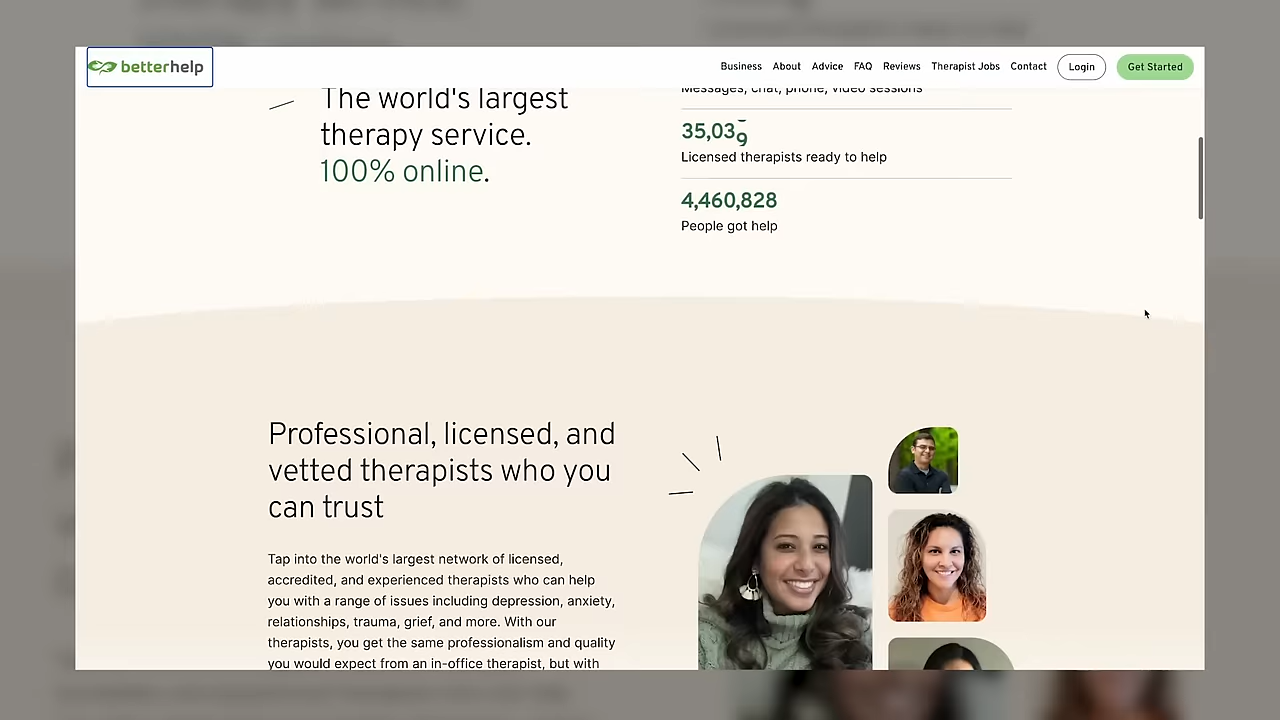 betterhelp
Business About Advice FAQ Reviews Therapist Jobs Contact Login Get Started
The world's largest
therapy service.
100% online.
Messages, chat, phone, video sessions
35,039
Licensed therapists ready to help
4,460,828
People got help
Professional, licensed, and
vetted therapists who you
can trust
Tap into the world's largest network of licensed,
accredited, and experienced therapists who can help
you with a range of issues including depression, anxiety,
relationships, trauma, grief, and more. With our
therapists, you get the same professionalism and quality
you would expect from an in-office therapist, but with